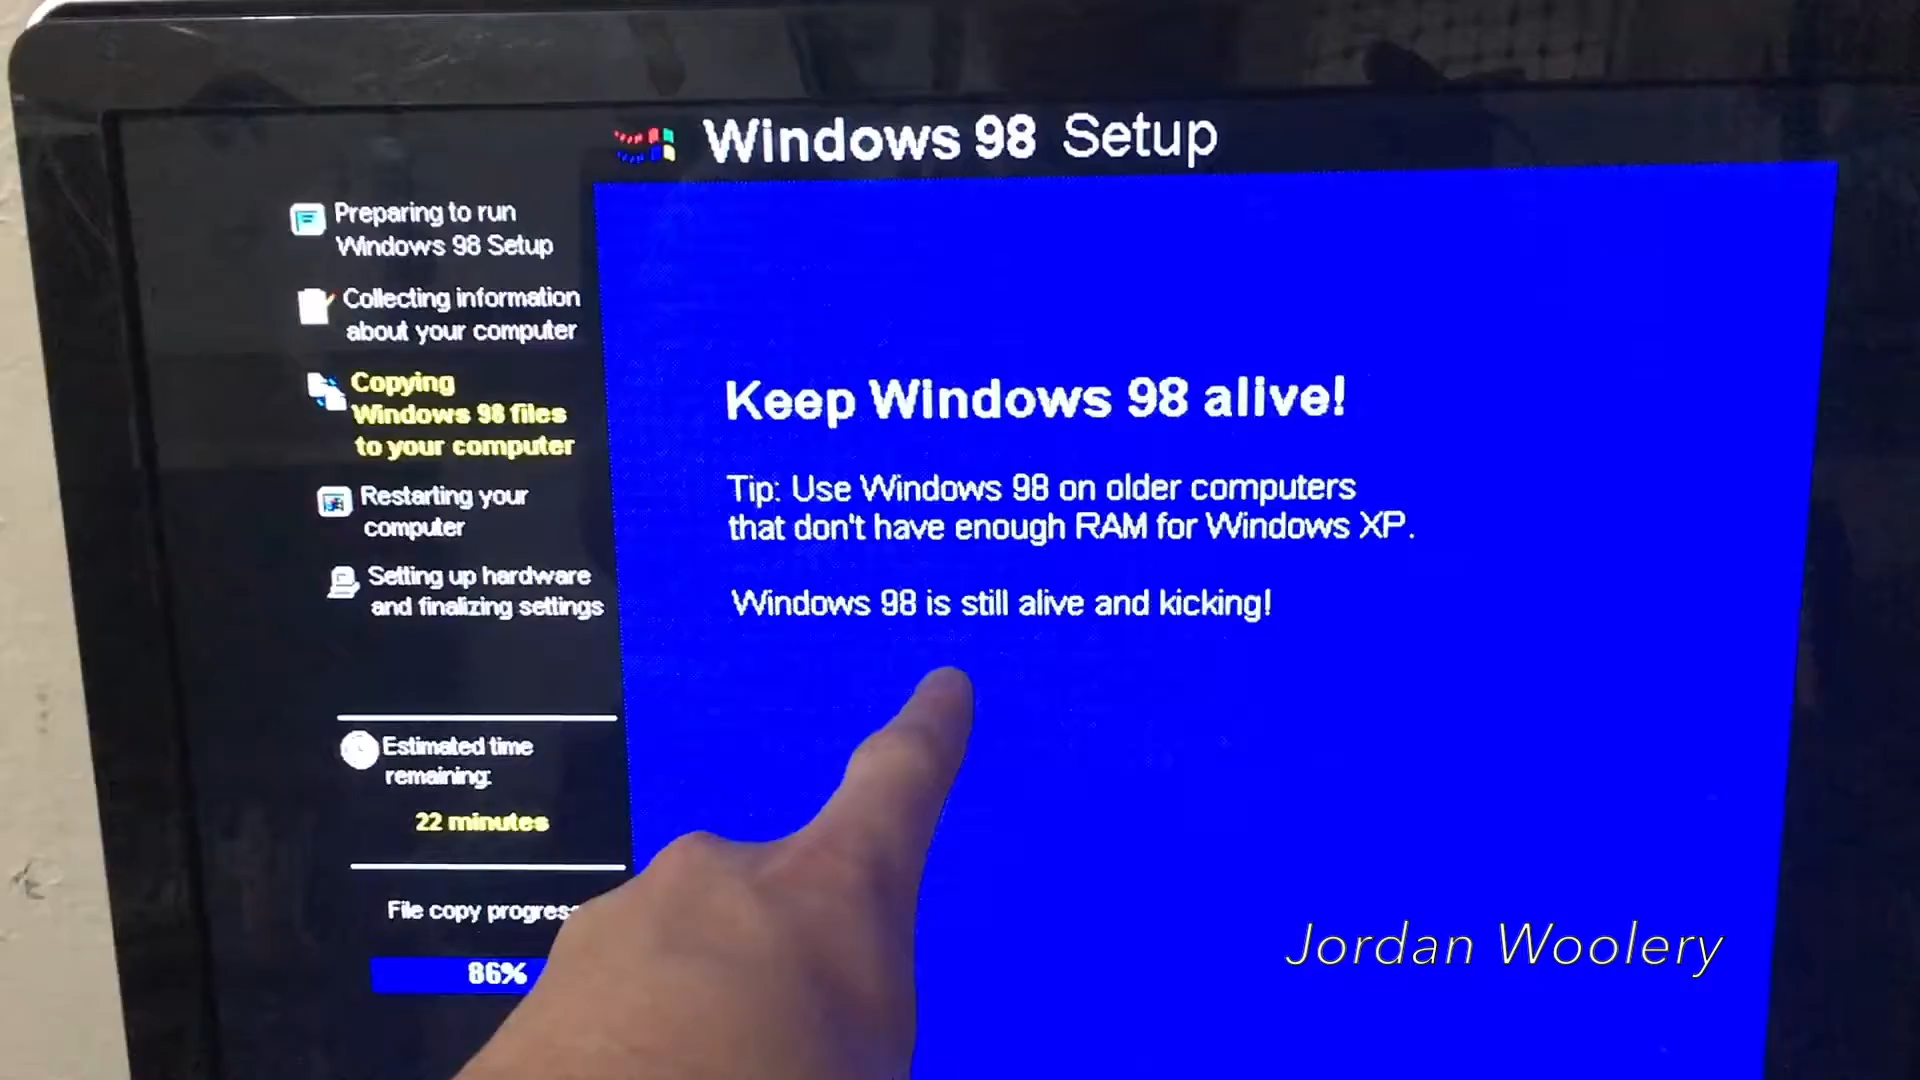 Windows 98 Setup
Preparing to run
Windows 98 Setup
Collecting information
about your computer
Copying
Windows 98 files
to your computer
Restarting your
computer
Setting up hardware
and finalizing settings
Estimated time
remaining:
22 minutes
File copy progress
86%
Keep Windows 98 alive!
Tip: Use Windows 98 on older computers
that don't have enough RAM for Windows XP.
Windows 98 is still alive and kicking!
Jordan Woolery